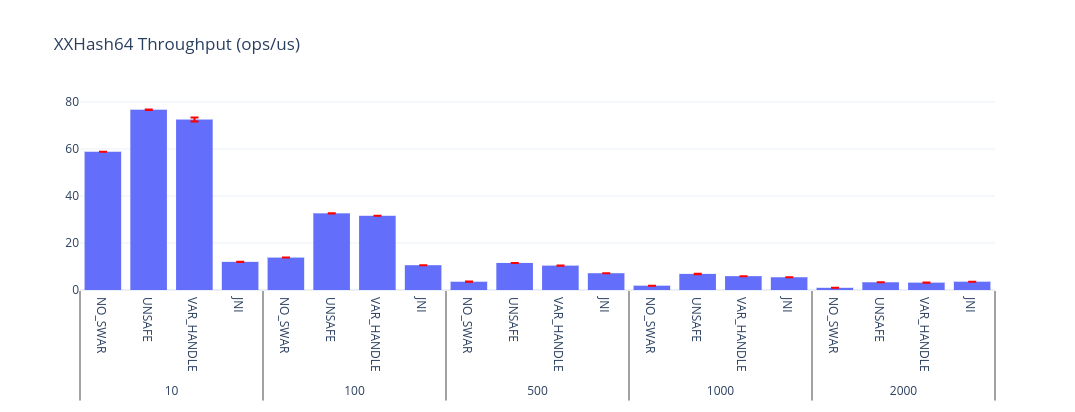 XXHash64 Throughput (ops/us)
80
60
40
20
0
NO_SWAR
UNSAFE
VAR_HANDLE
JNI
NO_SWAR
UNSAFE
VAR_HANDLE
JNI
NO_SWAR
UNSAFE
VAR_HANDLE
JNI
NO_SWAR
UNSAFE
VAR_HANDLE
JNI
NO_SWAR
UNSAFE
VAR_HANDLE
JNI
10
100
500
1000
2000